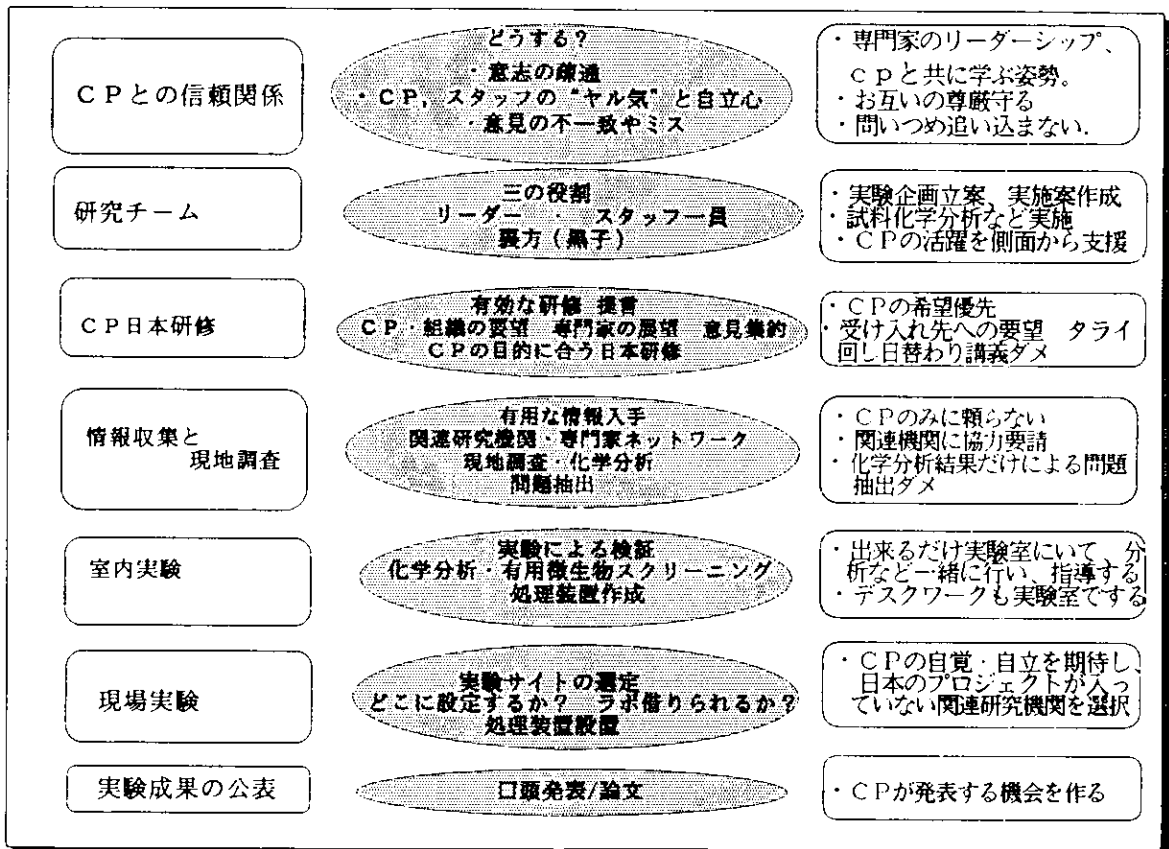 CPとの信頼関係
どうする?
・意志の疎通
・CP,スタッフの"ヤル気"と自立心
・意見の不一致やミス
・専門家のリーダーシップ、
cpと共に学ぶ姿勢。
・お互いの尊厳守る
・問いつめ追い込まない.
研究チーム
三の役割
リーダー ・ スタッフ一員
裏方(黒子)
・実験企画立案、実施案作成
・試料化学分析など実施
・CPの活躍を側面から支援
CP日本研修
有効な研修 提言
CP・組織の要望 専門家の展望 意見集約
CPの目的に合う日本研修
・CPの希望優先
・受け入れ先への要望 タライ
回し日替わり講義ダメ
情報収集と
現地調査
有用な情報入手
関連研究機関・専門家ネットワーク
現地調査・化学分析
問題抽出
・CPのみに頼らない
・関連機関に協力要請
・化学分析結果だけによる問題
抽出ダメ
室内実験
実験による検証
化学分析・有用微生物スクリーニング
処理装置作成
・出来るだけ実験室にいて、分
析など一緒に行い、指導する
・デスクワークも実験室でする
現場実験
実験サイトの選定
どこに設定するか? ラボ借りられるか?
処理装置設置
・CPの自覚・自立を期待し、
日本のプロジェクトが入っ
ていない関連研究機関を選択
実験成果の公表
口頭発表/論文
・CPが発表する機会を作る